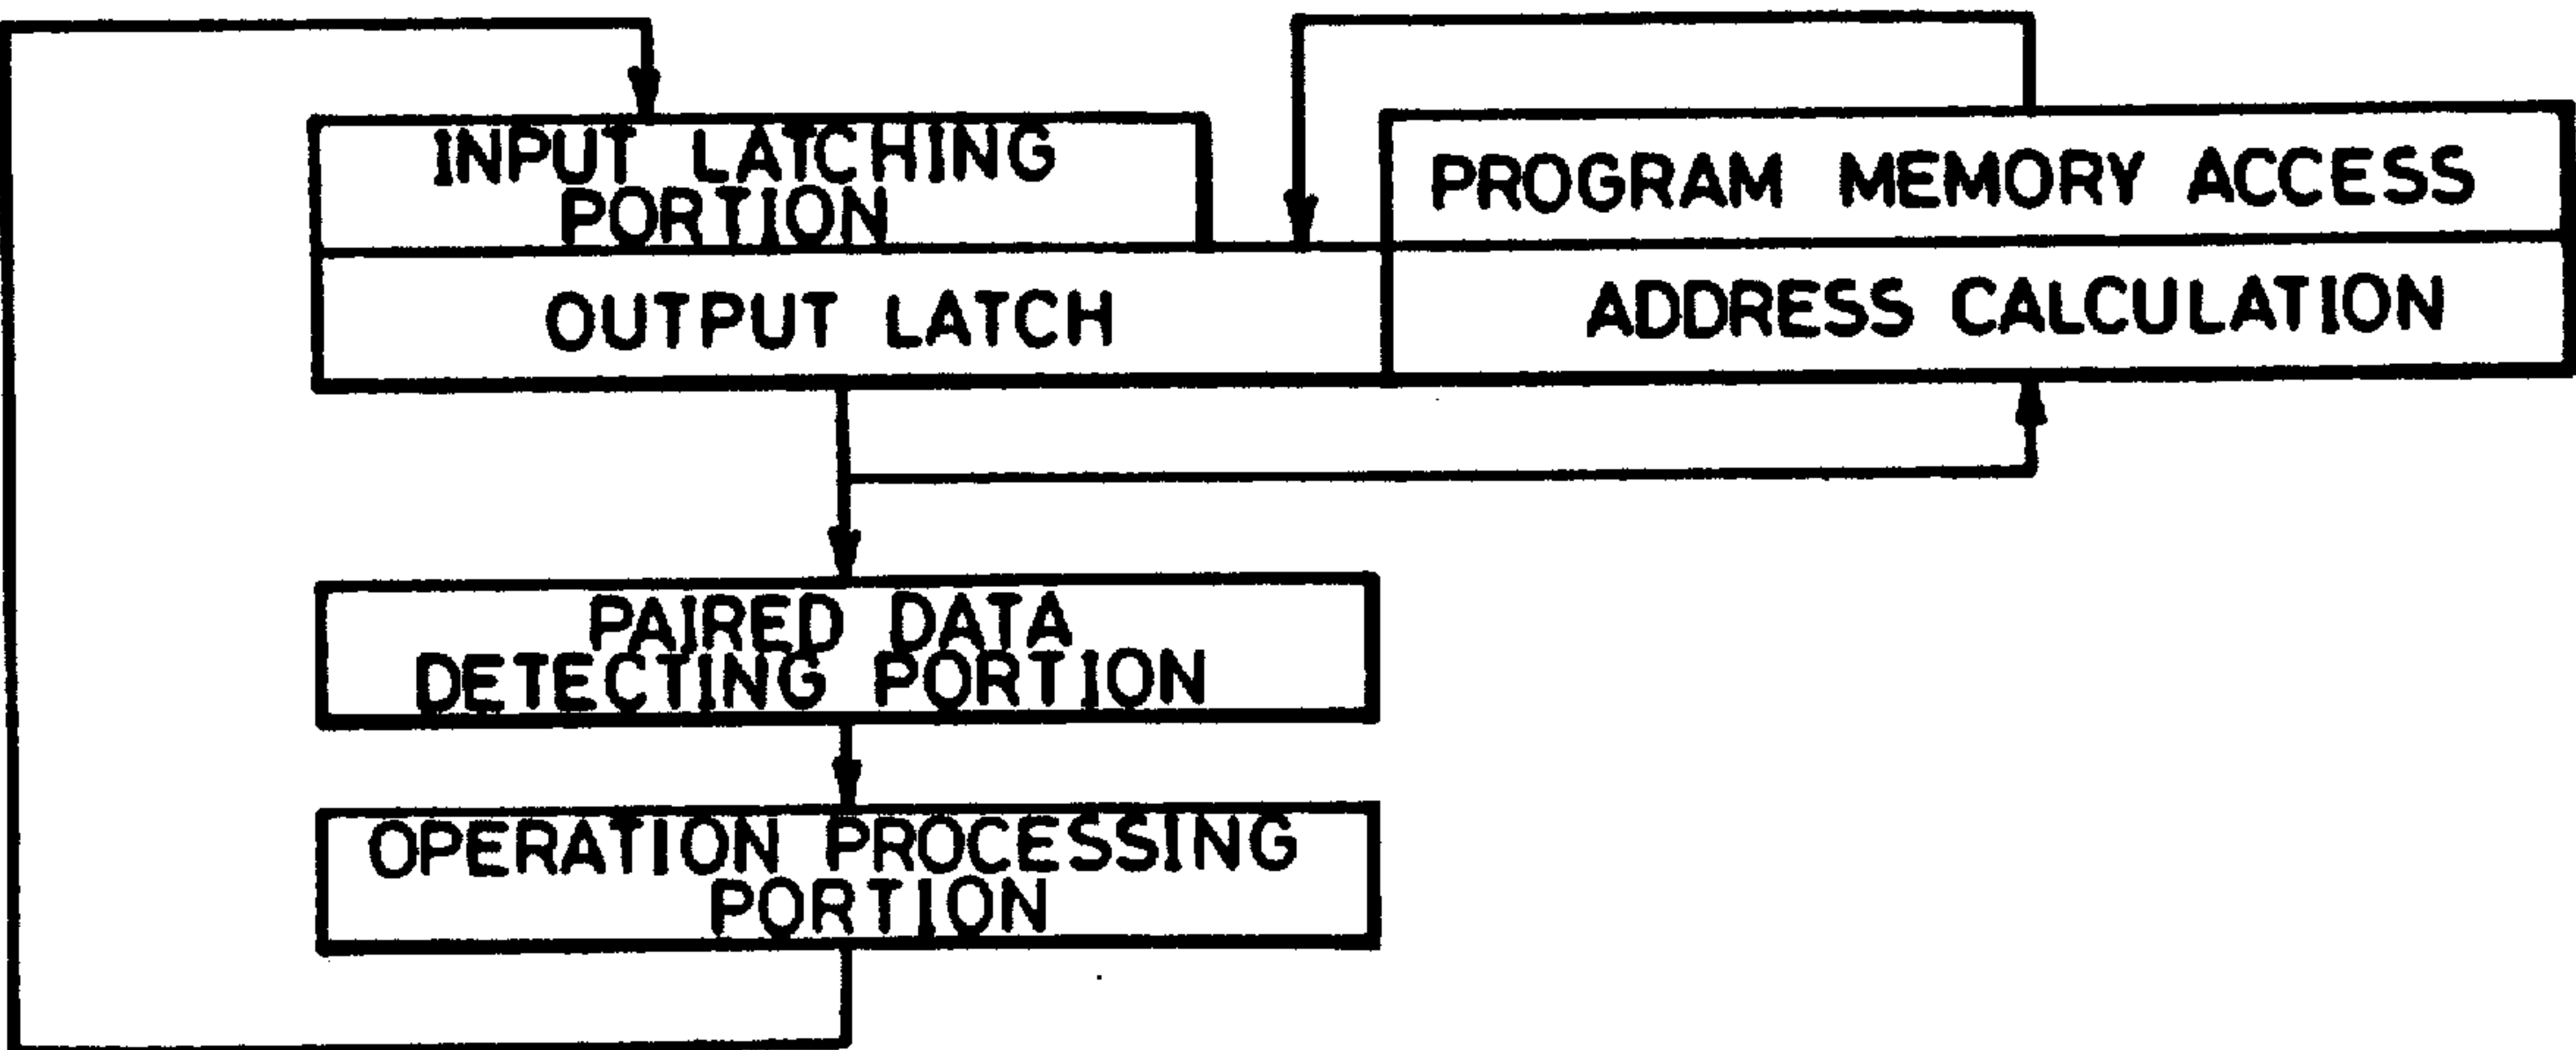 INPUT LATCHING
PORTION
PROGRAM MEMORY ACCESS
OUTPUT LATCH
ADDRESS CALCULATION
PAIRED DATA
DETECTING PORTION
OPERATION PROCESSING
PORTION